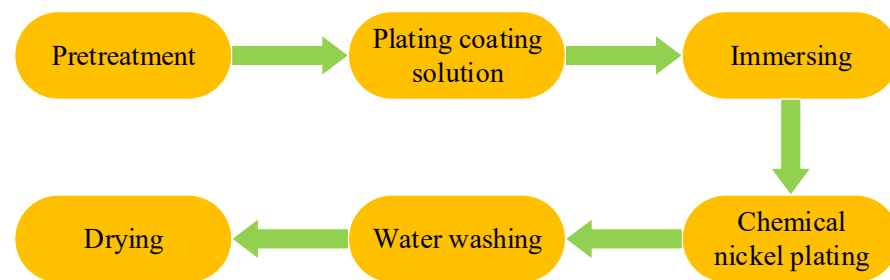 Pretreatment
Plating coating
solution
Immersing
Chemical
nickel plating
Water washing
Drying